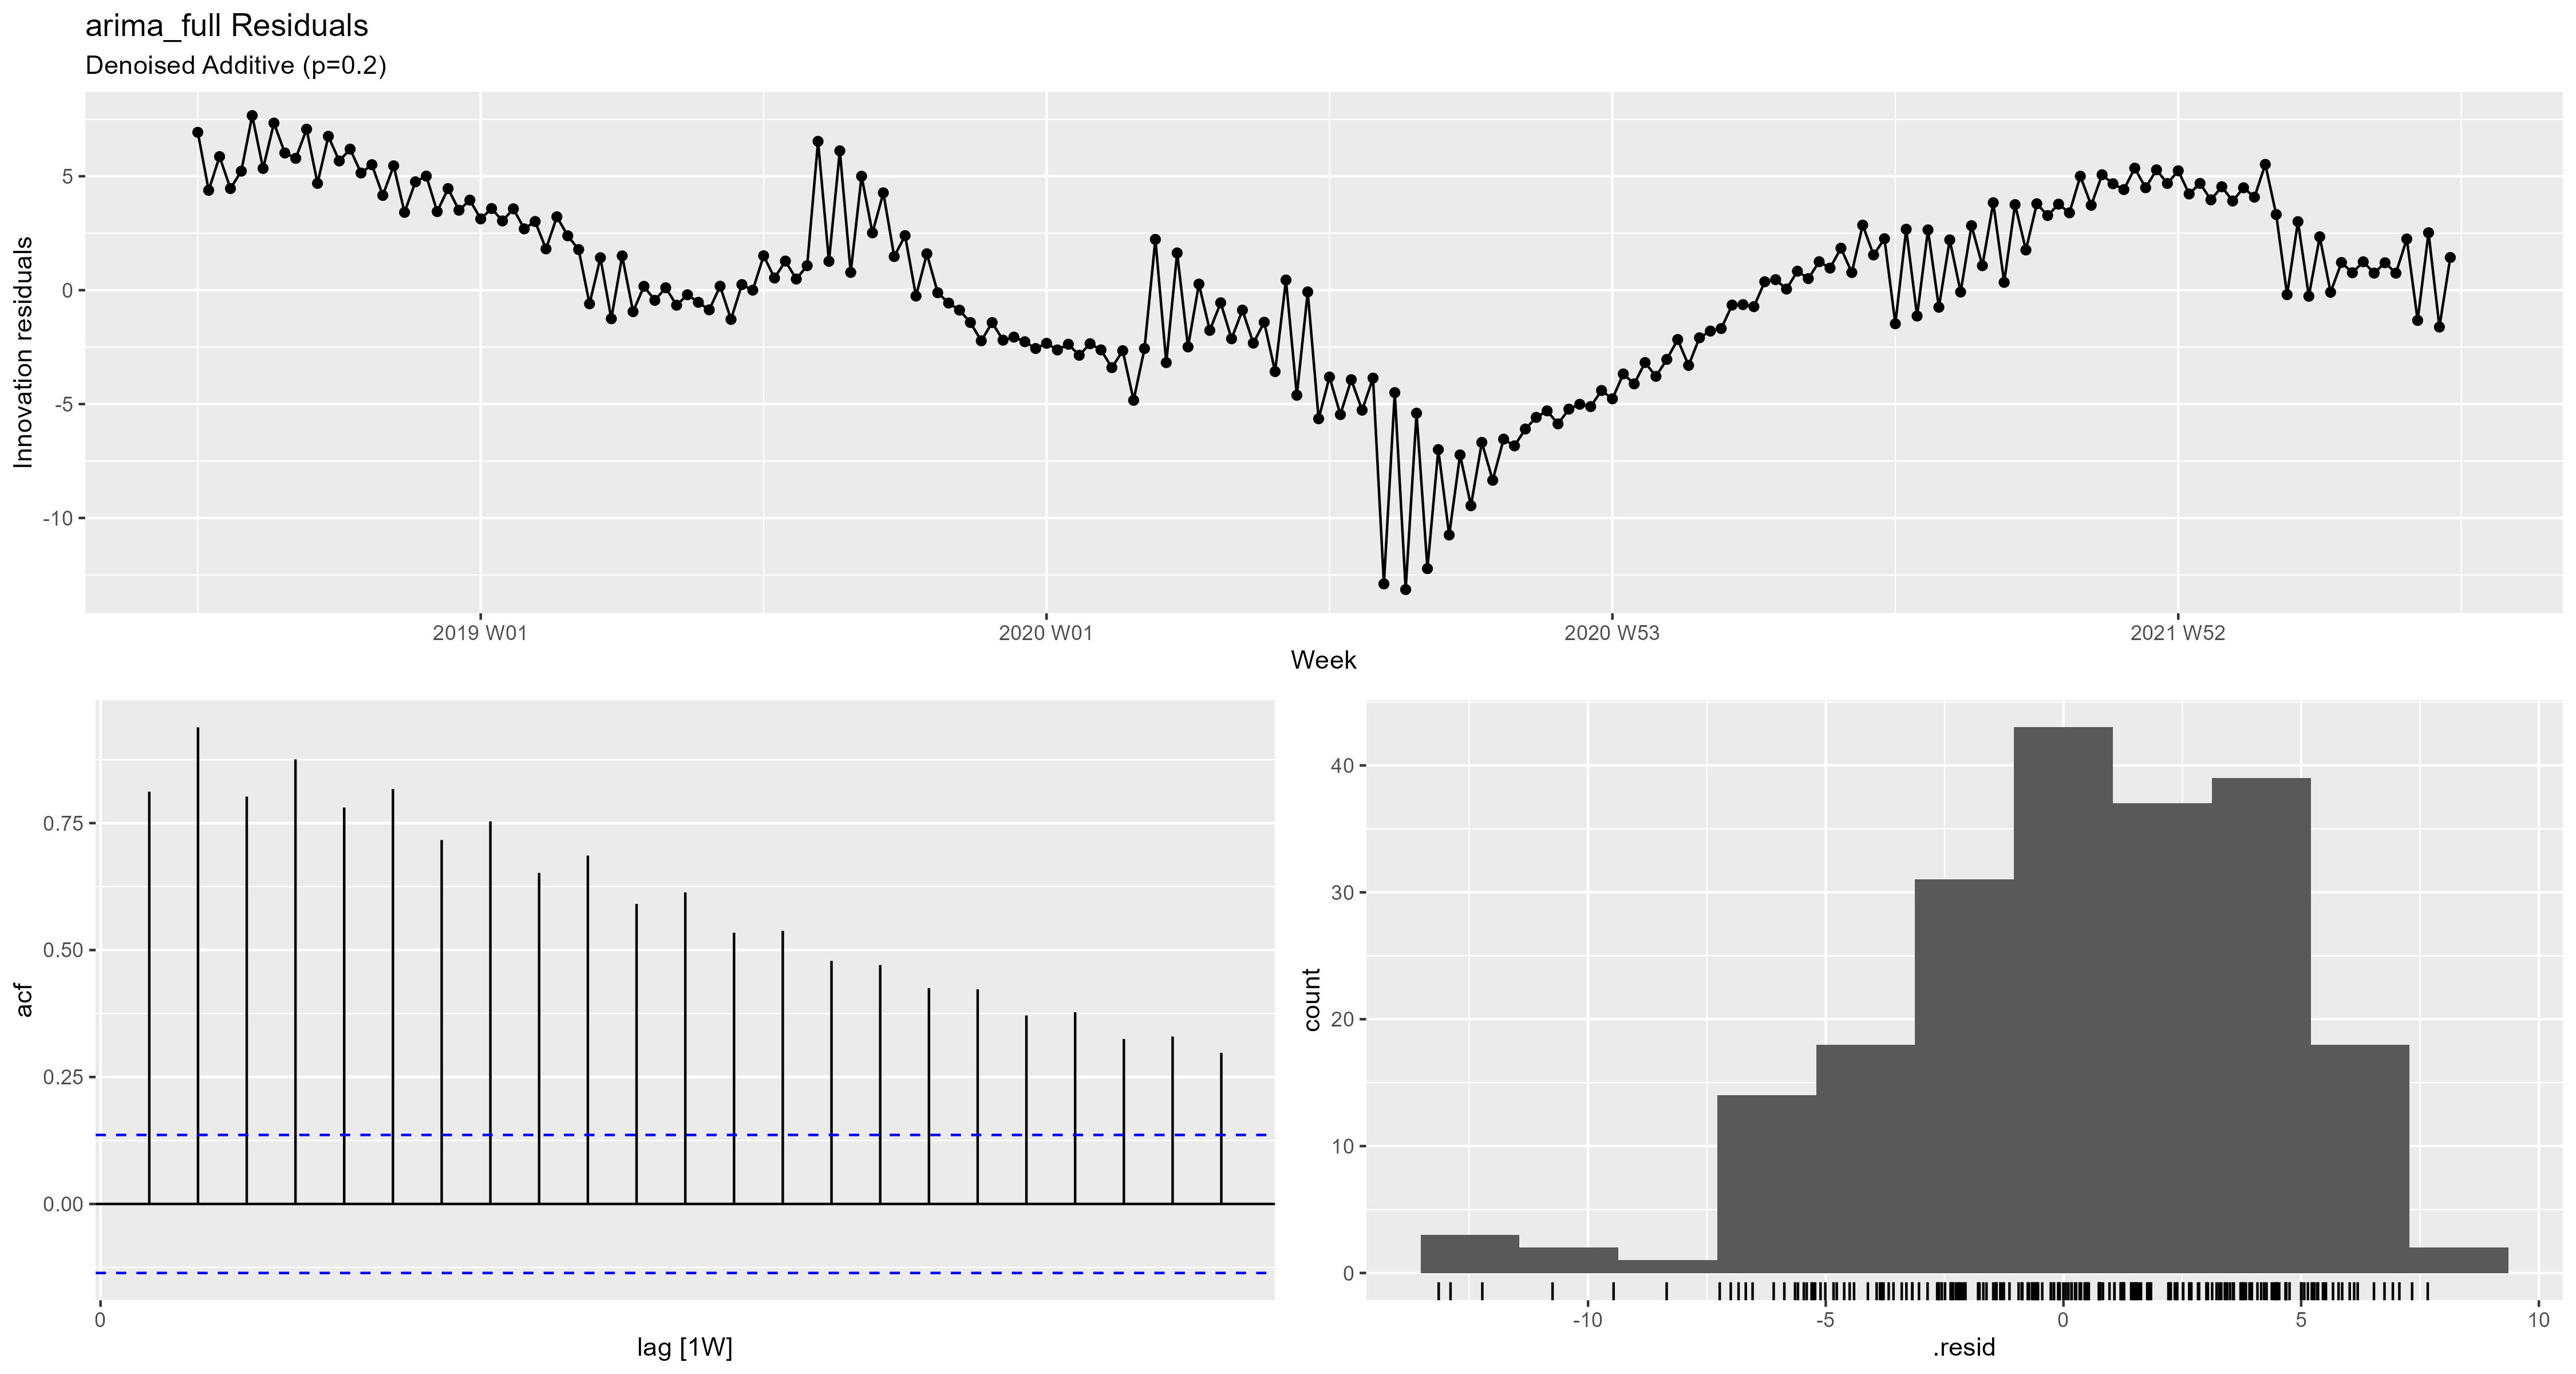 arima_full Residuals
Denoised Additive (p=0.2)
Innovation residuals
5
0
-5
-10
2019 W01
2020 W01
2020 W53
2021 W52
Week
acf
0.75
0.50
0.25
0.00
0
lag [1W]
count
40
30
20
10
0
-10
-5
0
5
10
.resid